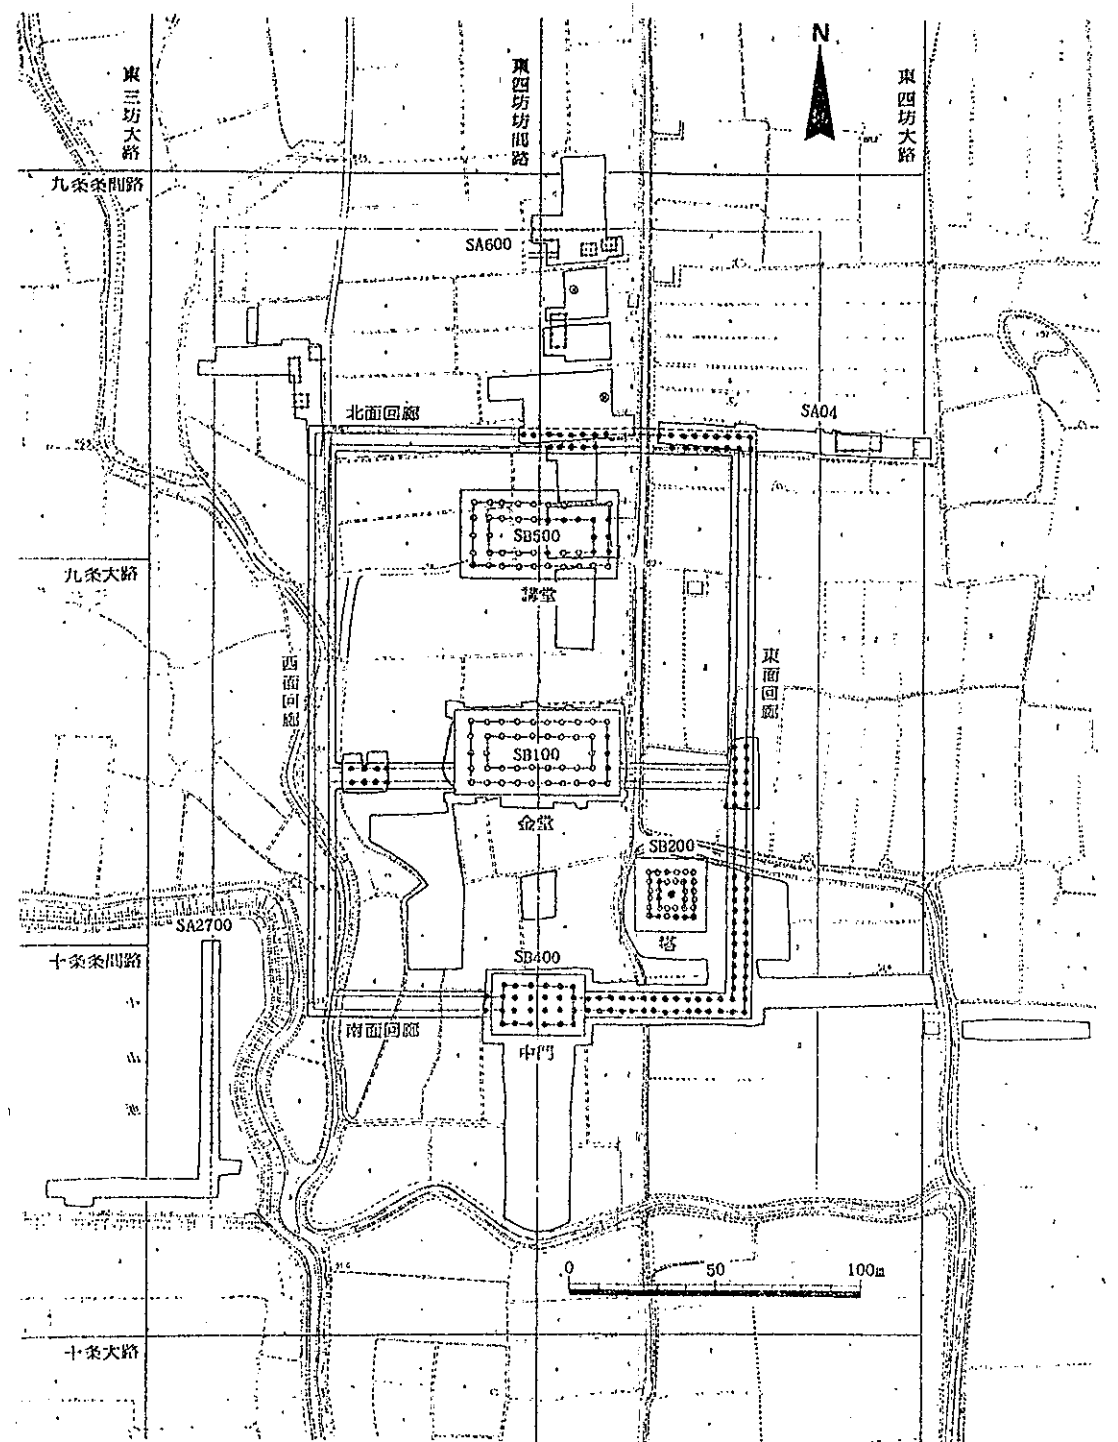 N
東三坊大路
東四坊坊間路
東四坊大路
九条条間路
SA600
北面回廊
SA04
SB500
講堂
九条大路
西面回廊
東面回廊
SB100
金堂
SB200
塔
SA2700
十条条間路
SB400
南面回廊
中門
小山池
0 50 100m
十条大路